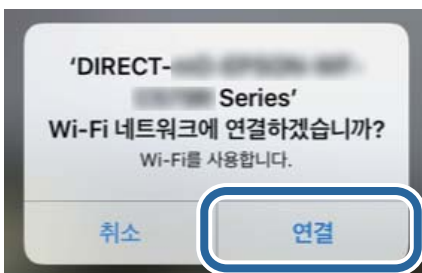 'DIRECT-
Series'
Wi-Fi 네트워크에 연결하겠습니까?
Wi-Fi를 사용합니다.
취소
연결